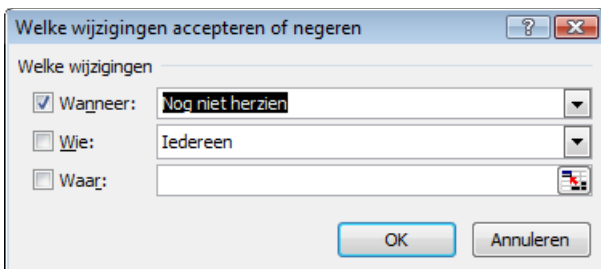 Welke wijzigingen accepteren of negeren
Welke wijzigingen
Wanneer: Nog niet herzien
Wie: Iedereen
Waar:
OK Annuleren